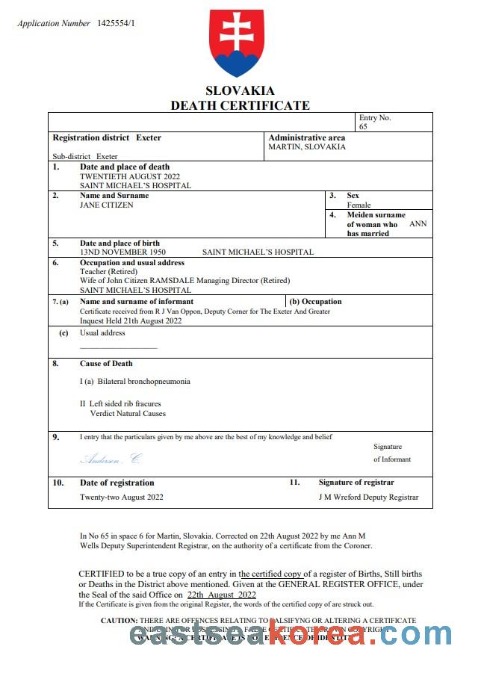 Application Number 1425554/1
SLOVAKIA
DEATH CERTIFICATE
Entry No.
65
Registration district Exeter
Administrative area
MARTIN, SLOVAKIA
Sub-district Exeter
1. Date and place of death
TWENTIETH AUGUST 2022
SAINT MICHAEL'S HOSPITAL
2. Name and Surname
JANE CITIZEN
3. Sex
Female
4. Meiden surname
of woman who ANN
has married
5. Date and place of birth
13ND NOVEMBER 1950 SAINT MICHAEL'S HOSPITAL
6. Occupation and usual address
Teacher (Retired)
Wife of John Citizen RAMSDALE Managing Director (Retired)
SAINT MICHAEL'S HOSPITAL
7. (a) Name and surname of informant (b) Occupation
Certificate received from R J Van Oppon, Deputy Corner for The Exeter And Greater
Inquest Held 21th August 2022
(c) Usual address
8. Cause of Death
I (a) Bilateral bronchopneumonia
II Left sided rib fracures
Verdict Natural Causes
9. I entry that the particulars given by me above are the best of my knowledge and belief
Signature
of Informant
Anderson C.
10. Date of registration 11. Signature of registrar
Twenty-two August 2022 J M Wreford Deputy Registrar
In No 65 in space 6 for Martin, Slovakia. Corrected on 22th August 2022 by me Ann M
Wells Deputy Superintendent Registrar, on the authority of a certificate from the Coroner.
CERTIFIED to be a true copy of an entry in the certified copy of a register of Births, Still births
or Deaths in the District above mentioned. Given at the GENERAL REGISTER OFFICE, under
the Seal of the said Office on 22th August 2022
If the Certificate is given from the original Register, the words of the certified copy are struck out.
CAUTION: THERE ARE OFFENCES RELATING TO FALSIFYING OR ALTERING A CERTIFICATE
eastspakorea.com